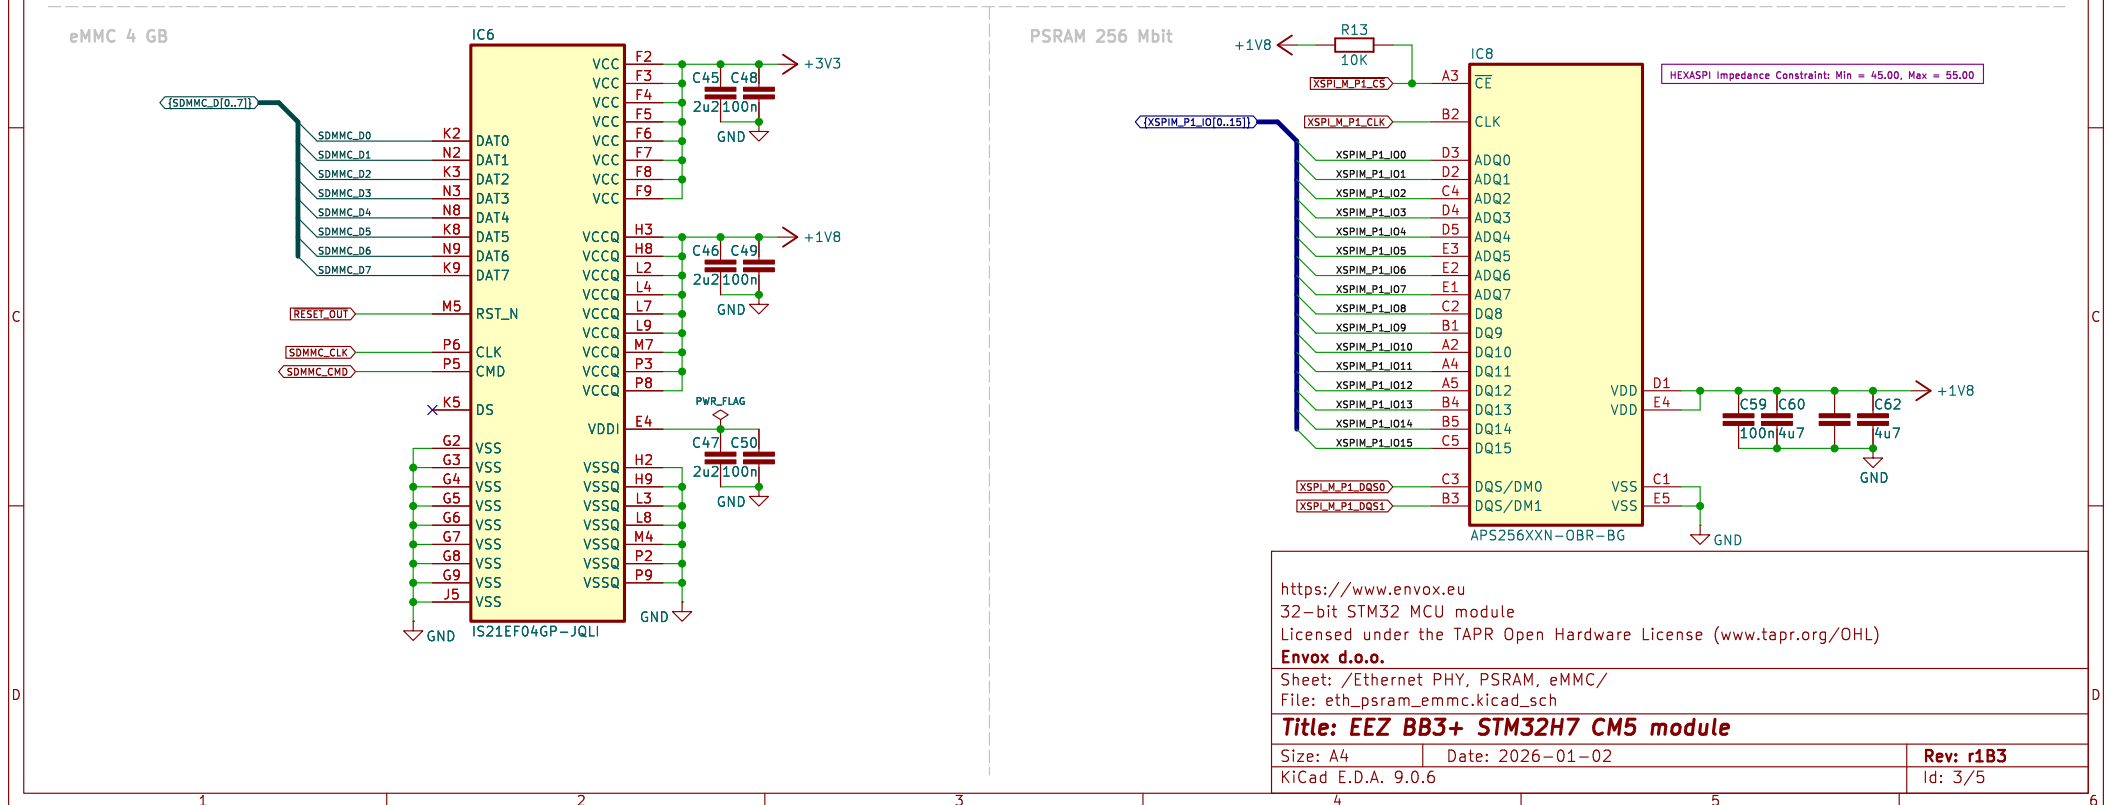 eMMC 4 GB
IC6
{SDMMC_D[0..7]}
SDMMC_D0 K2 DAT0
SDMMC_D1 N2 DAT1
SDMMC_D2 K3 DAT2
SDMMC_D3 N3 DAT3
SDMMC_D4 N8 DAT4
SDMMC_D5 K8 DAT5
SDMMC_D6 N9 DAT6
SDMMC_D7 K9 DAT7
RESET_OUT M5 RST_N
SDMMC_CLK P6 CLK
SDMMC_CMD P5 CMD
K5 DS
G2 VSS
G3 VSS
G4 VSS
G5 VSS
G6 VSS
G7 VSS
G8 VSS
G9 VSS
J5 VSS
GND
VCC F2
VCC F3
VCC F4
VCC F5
VCC F6
VCC F7
VCC F8
VCC F9
+3V3
C45 C48
2u2 100n
GND
VCCQ H3
VCCQ H8
VCCQ L2
VCCQ L4
VCCQ L7
VCCQ L9
VCCQ M7
VCCQ P3
VCCQ P8
+1V8
C46 C49
2u2 100n
GND
PWR_FLAG
VDDI E4
C47 C50
2u2 100n
GND
VSSQ H2
VSSQ H9
VSSQ L3
VSSQ L8
VSSQ M4
VSSQ P2
VSSQ P9
GND
IS21EF04GP-JQLI
PSRAM 256 Mbit
R13
+1V8
10K
IC8
HEXASPI Impedance Constraint: Min = 45.00, Max = 55.00
XSPI_M_P1_CS A3 CE
{XSPIM_P1_IO[0..15]}
XSPI_M_P1_CLK B2 CLK
XSPIM_P1_IO0 D3 ADQ0
XSPIM_P1_IO1 D2 ADQ1
XSPIM_P1_IO2 C4 ADQ2
XSPIM_P1_IO3 D4 ADQ3
XSPIM_P1_IO4 D5 ADQ4
XSPIM_P1_IO5 E3 ADQ5
XSPIM_P1_IO6 E2 ADQ6
XSPIM_P1_IO7 E1 ADQ7
XSPIM_P1_IO8 C2 DQ8
XSPIM_P1_IO9 B1 DQ9
XSPIM_P1_IO10 A2 DQ10
XSPIM_P1_IO11 A4 DQ11
XSPIM_P1_IO12 A5 DQ12
XSPIM_P1_IO13 B4 DQ13
XSPIM_P1_IO14 B5 DQ14
XSPIM_P1_IO15 C5 DQ15
XSPI_M_P1_DQS0 C3 DQS/DM0
XSPI_M_P1_DQS1 B3 DQS/DM1
VDD D1
VDD E4
+1V8
C59 C60 C62
100n 4u7 4u7
GND
VSS C1
VSS E5
GND
APS256XXN-OBR-BG
https://www.envox.eu
32-bit STM32 MCU module
Licensed under the TAPR Open Hardware License (www.tapr.org/OHL)
Envox d.o.o.
Sheet: /Ethernet PHY, PSRAM, eMMC/
File: eth_psram_emmc.kicad_sch
Title: EEZ BB3+ STM32H7 CM5 module
Size: A4 Date: 2026-01-02 Rev: r1B3
KiCad E.D.A. 9.0.6 Id: 3/5
C C
D D
1 2 3 4 5 6